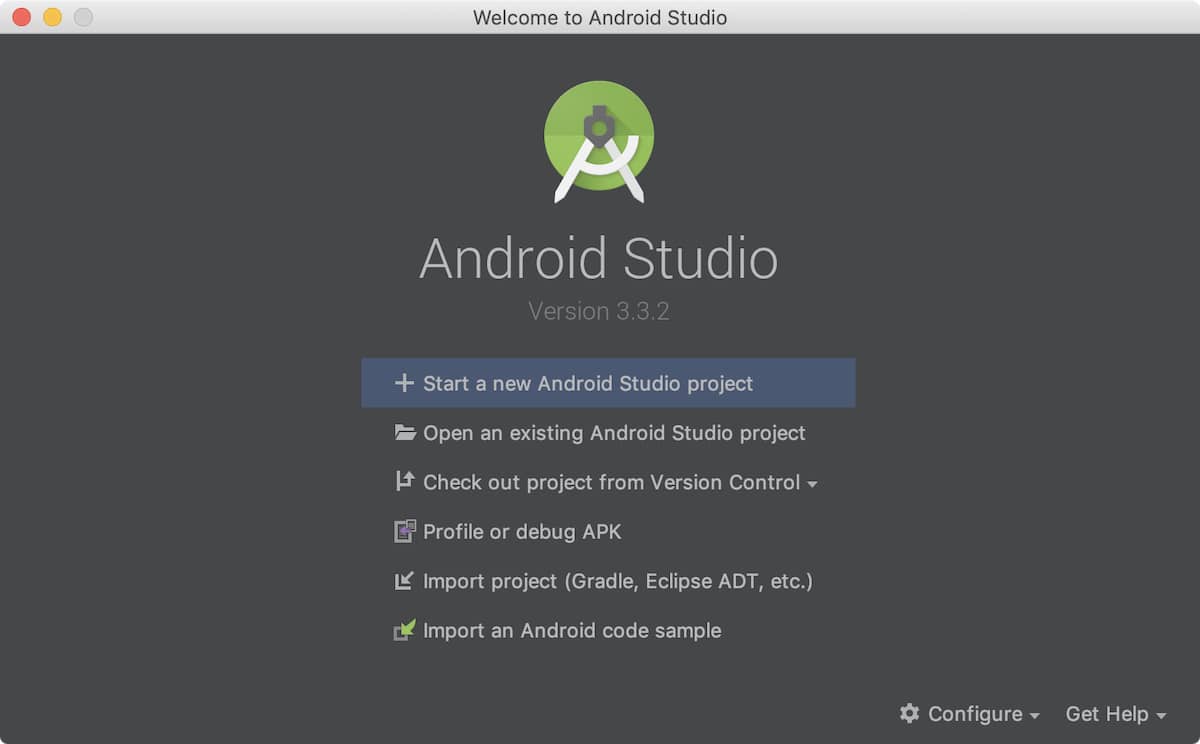 Welcome to Android Studio
Android Studio
Version 3.3.2
Start a new Android Studio project
Open an existing Android Studio project
Check out project from Version Control
Profile or debug APK
Import project (Gradle, Eclipse ADT, etc.)
Import an Android code sample
Configure Get Help